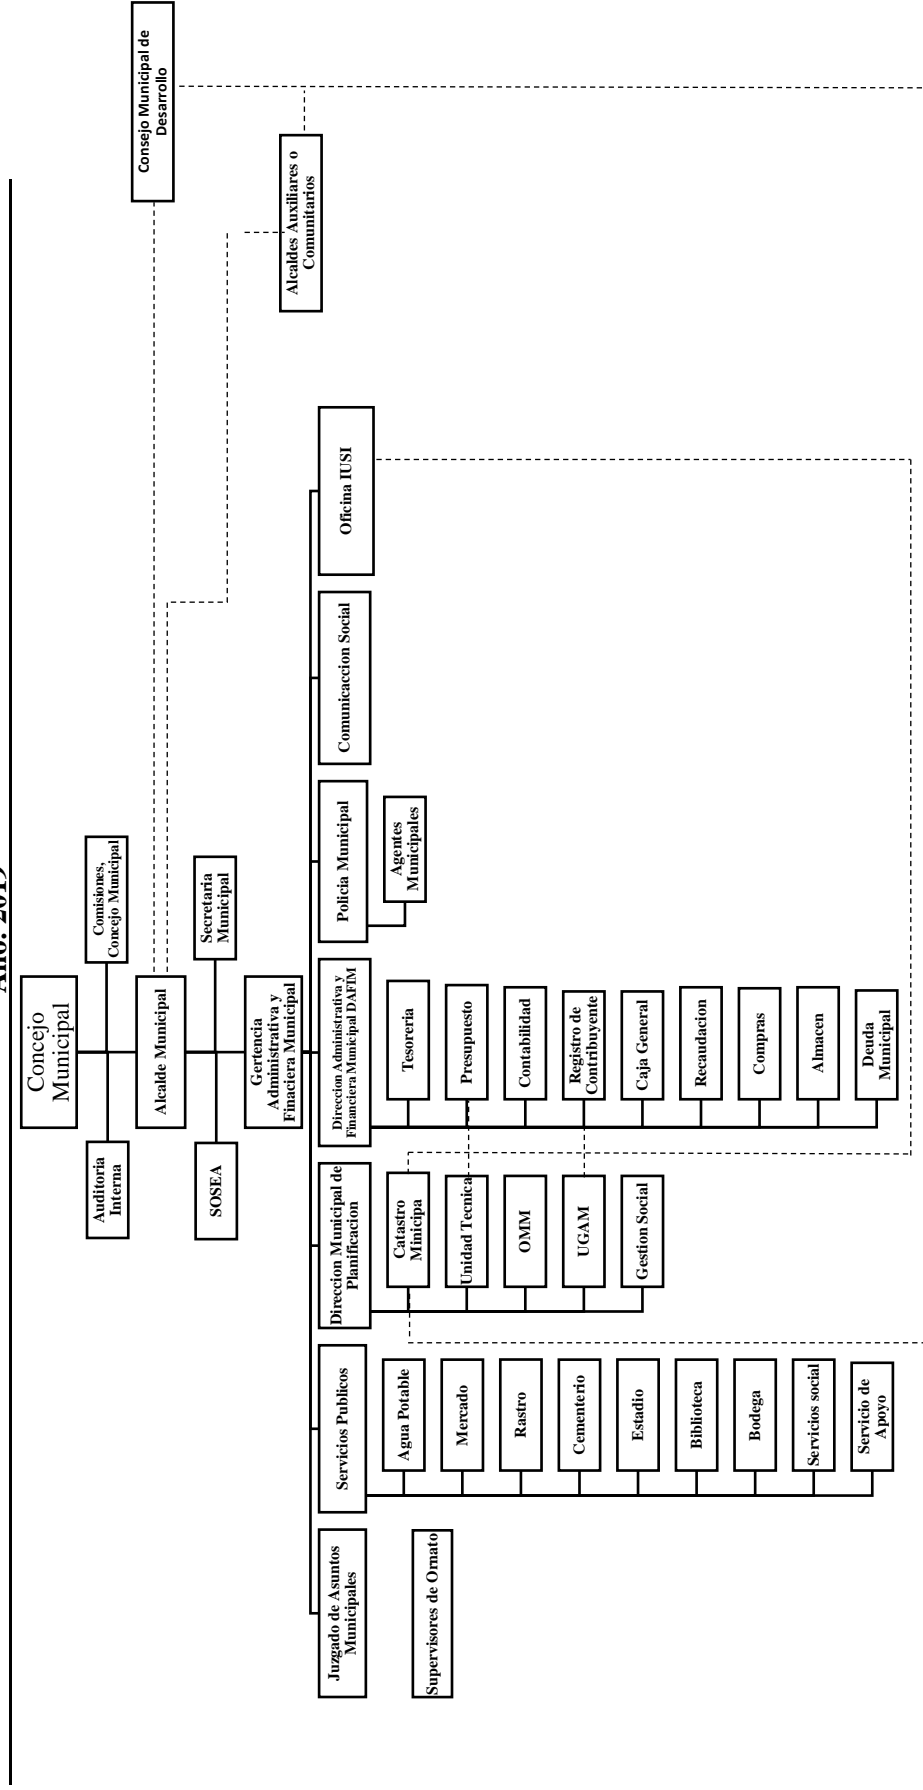 Año: 2019
Concejo
Municipal
Auditoria
Interna
Comisiones,
Concejo Municipal
Consejo Municipal de
Desarrollo
Alcalde Municipal
SOSEA
Secretaria
Municipal
Alcaldes Auxiliares o
Comunitarios
Gertencia
Administrativa y
Finaciera Municipal
Juzgado de Asuntos
Municipales
Supervisores de Ornato
Servicios Publicos
Agua Potable
Mercado
Rastro
Cementerio
Estadio
Biblioteca
Bodega
Servicios social
Servicio de
Apoyo
Direccion Municipal de
Planificacion
Catastro
Minicipa
Unidad Tecnica
OMM
UGAM
Gestion Social
Direccion Administrativa y
Financiera Municipal DAFIM
Tesoreria
Presupuesto
Contabilidad
Registro de
Contribuyente
Caja General
Recaudacion
Compras
Almacen
Deuda
Municipal
Policia Municipal
Agentes
Municipales
Comunicaccion Social
Oficina IUSI